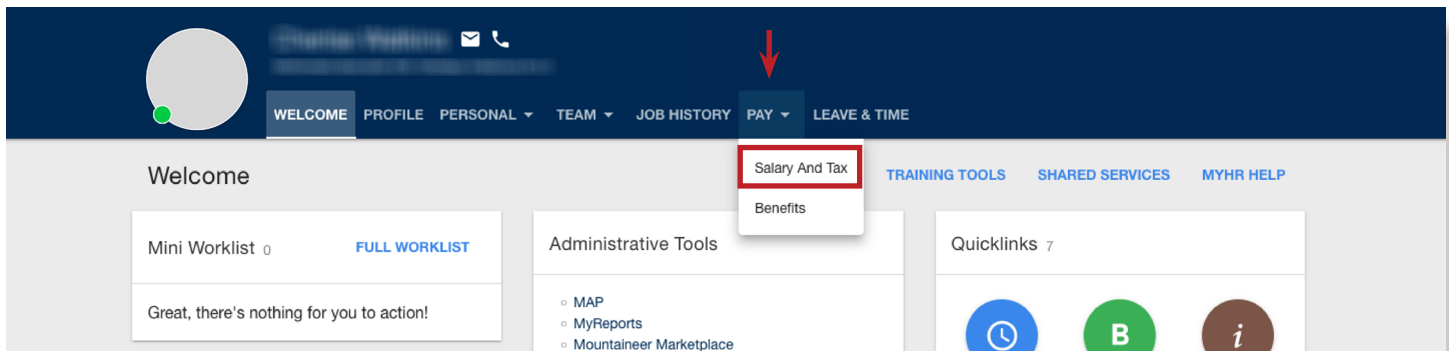 WELCOME PROFILE PERSONAL TEAM JOB HISTORY PAY LEAVE & TIME
Salary And Tax
Benefits
Welcome
TRAINING TOOLS SHARED SERVICES MYHR HELP
Mini Worklist 0 FULL WORKLIST
Great, there's nothing for you to action!
Administrative Tools
MAP
MyReports
Mountaineer Marketplace
Quicklinks 7
B
i